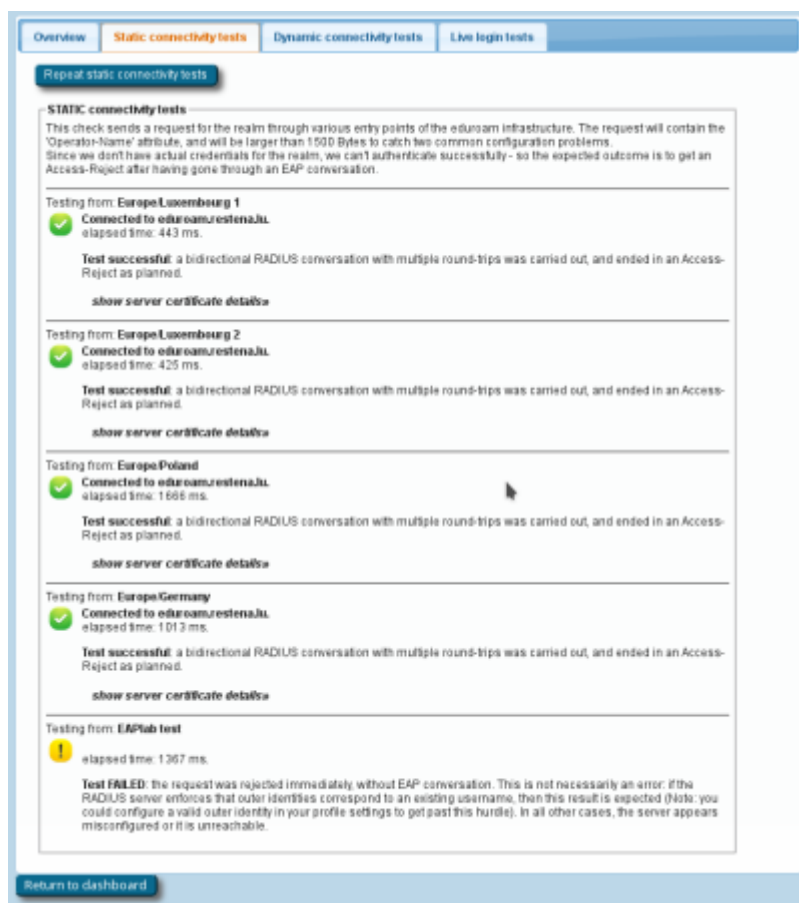 Overview Static connectivity tests Dynamic connectivity tests Live login tests
Repeat static connectivity tests
STATIC connectivity tests
This check sends a request for the realm through various entry points of the eduroam infrastructure. The request will contain the
'Operator-Name' attribute, and will be larger than 1500 Bytes to catch two common configuration problems.
Since we don't have actual credentials for the realm, we can't authenticate successfully - so the expected outcome is to get an
Access-Reject after having gone through an EAP conversation.
Testing from: Europe/Luxembourg 1
Connected to eduroam.restena.lu.
elapsed time: 443 ms.
Test successful: a bidirectional RADIUS conversation with multiple round-trips was carried out, and ended in an Access-
Reject as planned.
show server certificate details»
Testing from: Europe/Luxembourg 2
Connected to eduroam.restena.lu.
elapsed time: 425 ms.
Test successful: a bidirectional RADIUS conversation with multiple round-trips was carried out, and ended in an Access-
Reject as planned.
show server certificate details»
Testing from: Europe/Poland
Connected to eduroam.restena.lu.
elapsed time: 1666 ms.
Test successful: a bidirectional RADIUS conversation with multiple round-trips was carried out, and ended in an Access-
Reject as planned.
show server certificate details»
Testing from: Europe/Germany
Connected to eduroam.restena.lu.
elapsed time: 1013 ms.
Test successful: a bidirectional RADIUS conversation with multiple round-trips was carried out, and ended in an Access-
Reject as planned.
show server certificate details»
Testing from: EAPlab test
elapsed time: 1367 ms.
Test FAILED: the request was rejected immediately, without EAP conversation. This is not necessarily an error: if the
RADIUS server enforces that outer identities correspond to an existing username, then this result is expected (Note: you
could configure a valid outer identity in your profile settings to get past this hurdle). In all other cases, the server appears
misconfigured or it is unreachable.
Return to dashboard